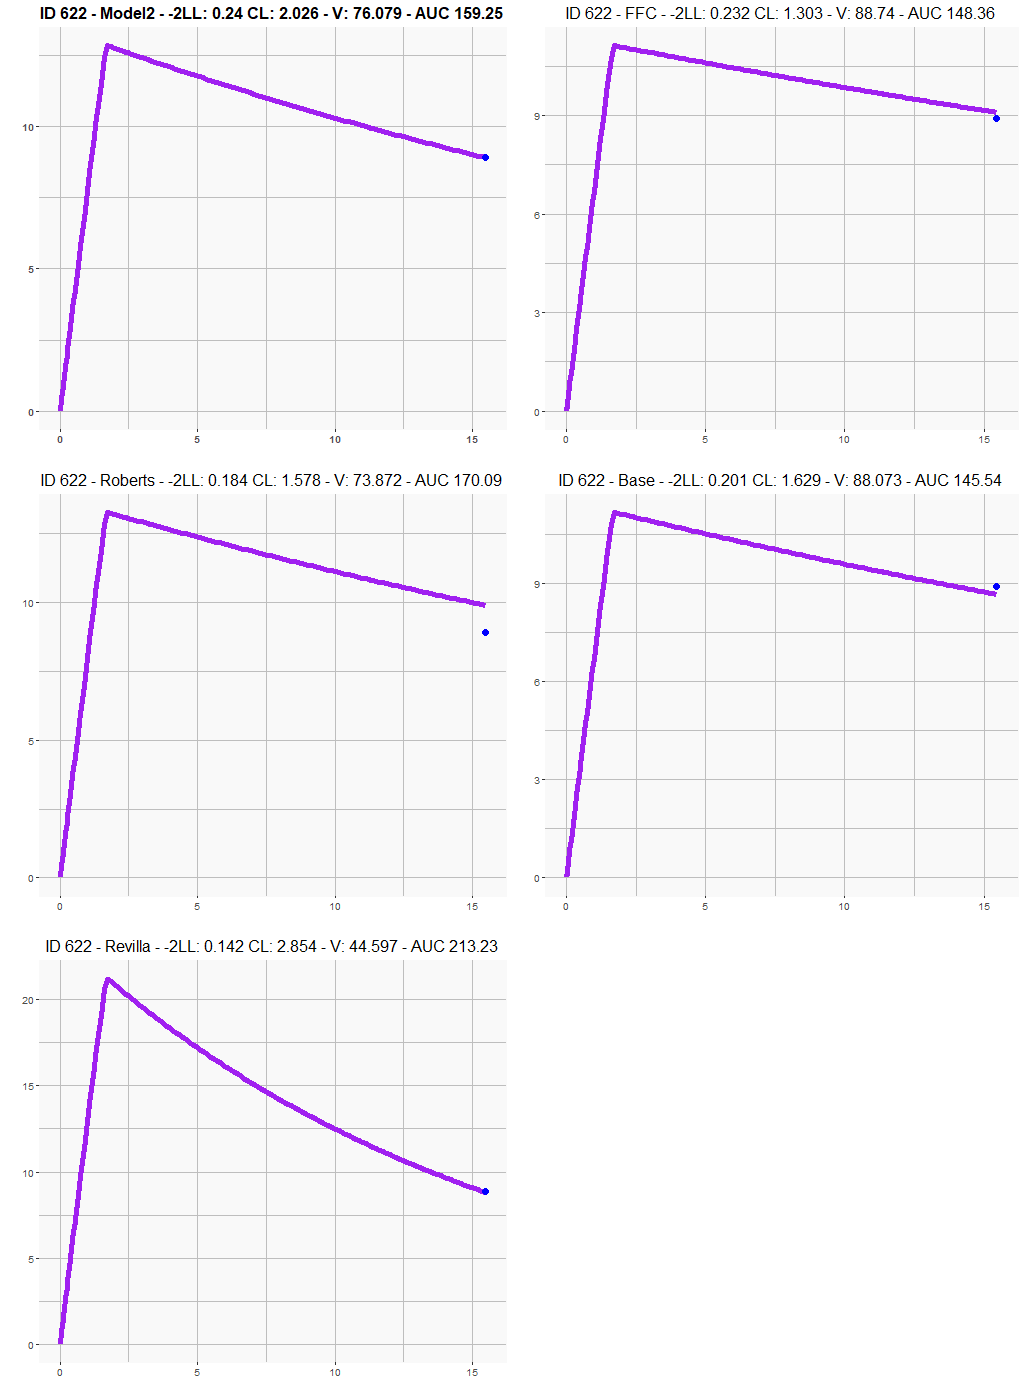 ID 622 - Model2 - -2LL: 0.24 CL: 2.026 - V: 76.079 - AUC 159.25
10
5
0
0 5 10 15
ID 622 - FFC - -2LL: 0.232 CL: 1.303 - V: 88.74 - AUC 148.36
9
6
3
0
0 5 10 15
ID 622 - Roberts - -2LL: 0.184 CL: 1.578 - V: 73.872 - AUC 170.09
10
5
0
0 5 10 15
ID 622 - Base - -2LL: 0.201 CL: 1.629 - V: 88.073 - AUC 145.54
9
6
3
0
0 5 10 15
ID 622 - Revilla - -2LL: 0.142 CL: 2.854 - V: 44.597 - AUC 213.23
20
15
10
5
0
0 5 10 15